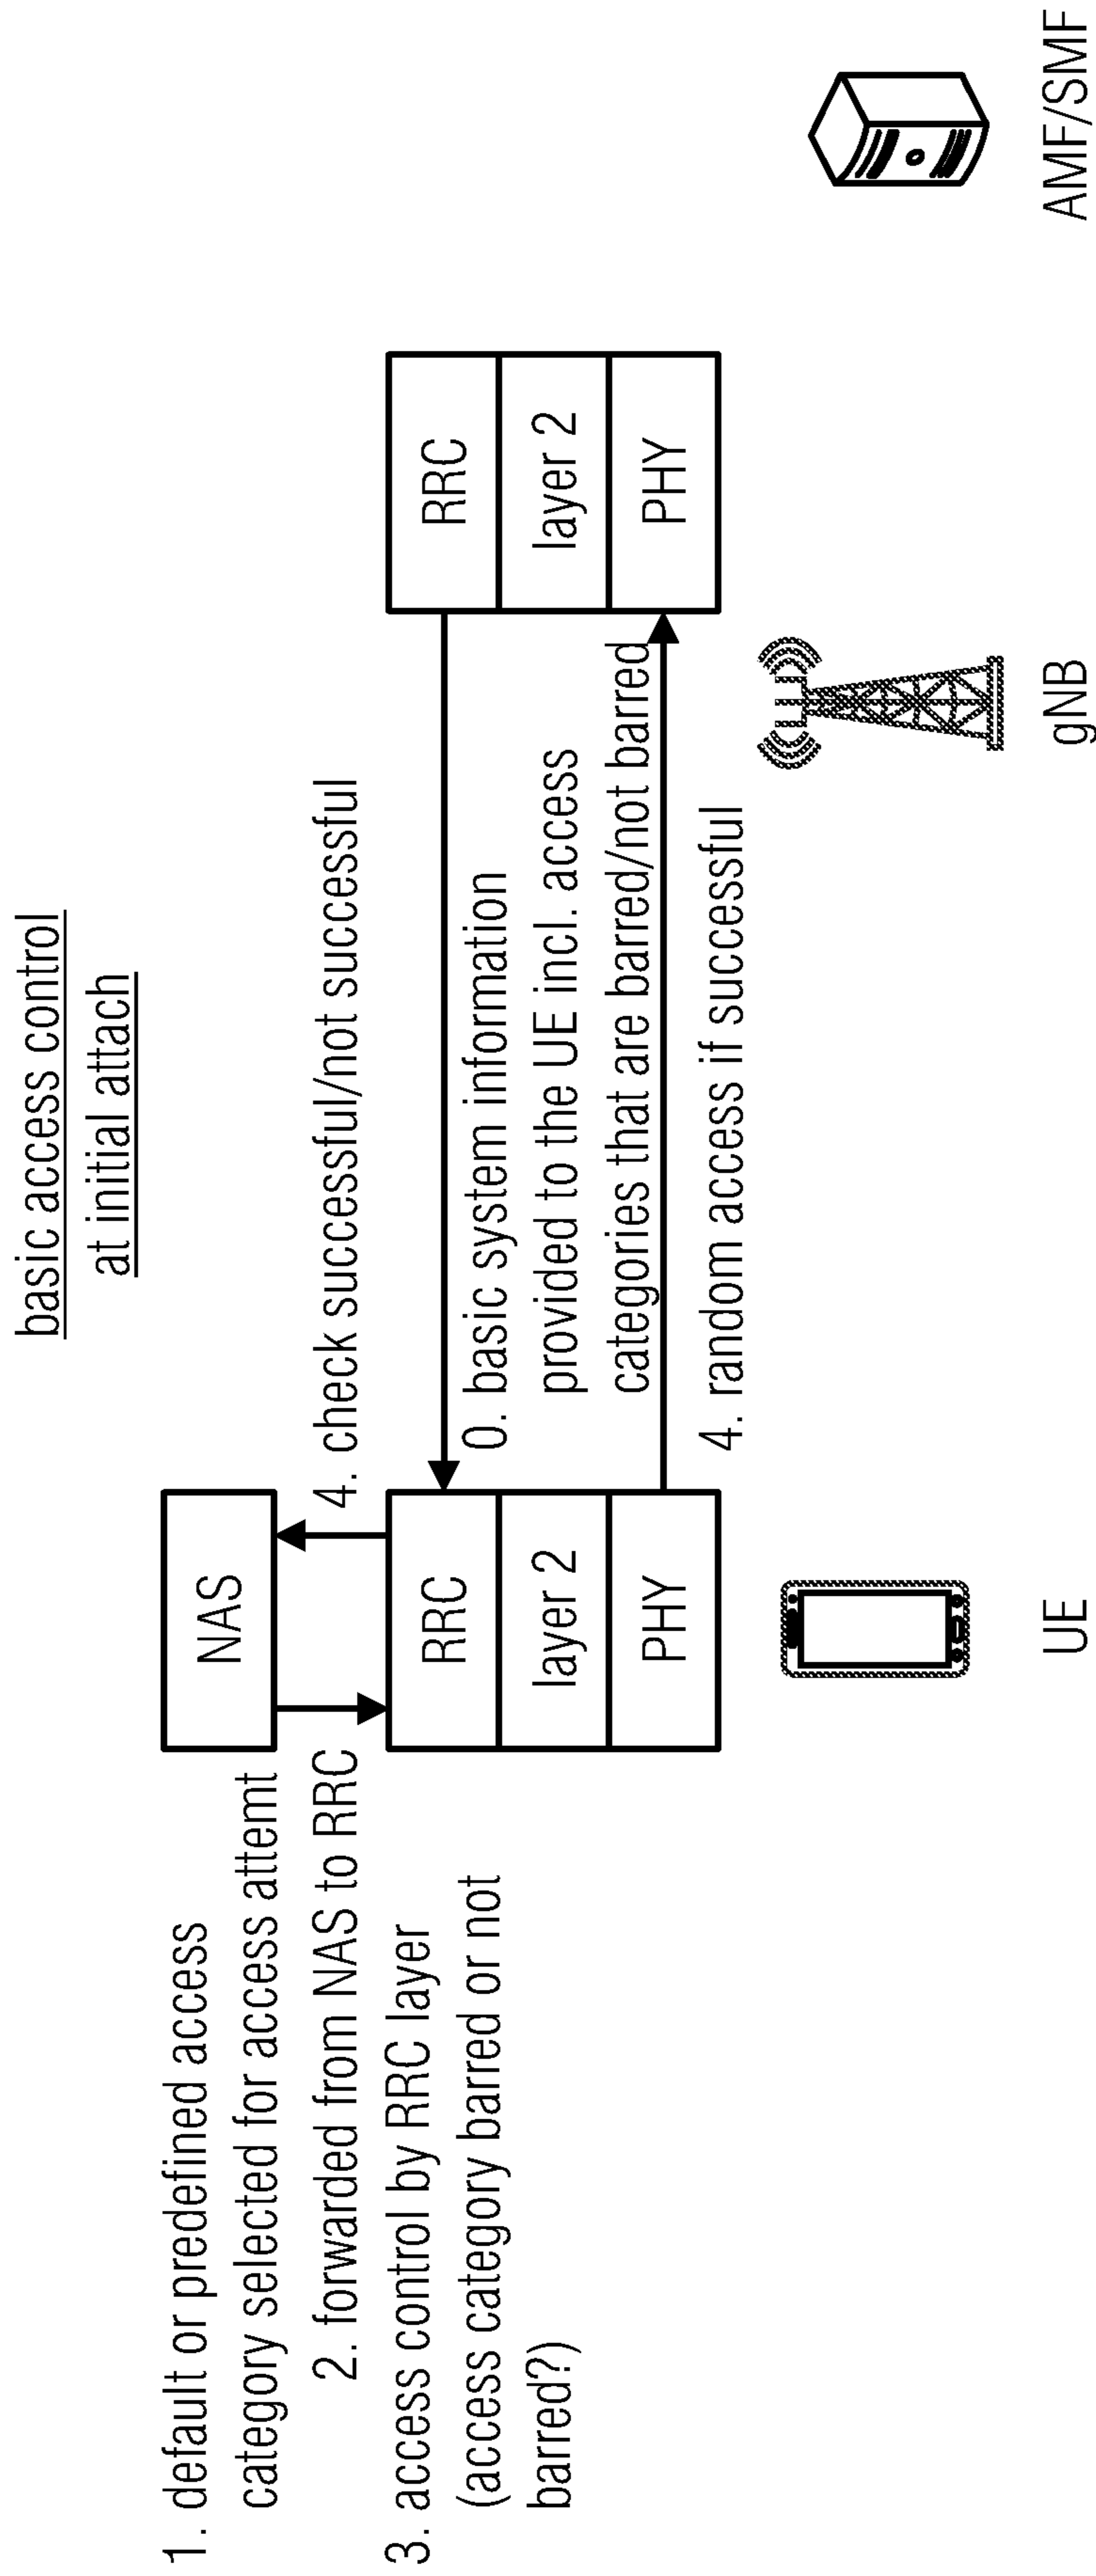 basic access control
at initial attach
1. default or predefined access
category selected for access attemt
2. forwarded from NAS to RRC
3. access control by RRC layer
(access category barred or not
barred?)
NAS
4. check successful/not successful
RRC
layer 2
PHY
0. basic system information
provided to the UE incl. access
categories that are barred/not barred
4. random access if successful
RRC
layer 2
PHY
UE
gNB
AMF/SMF